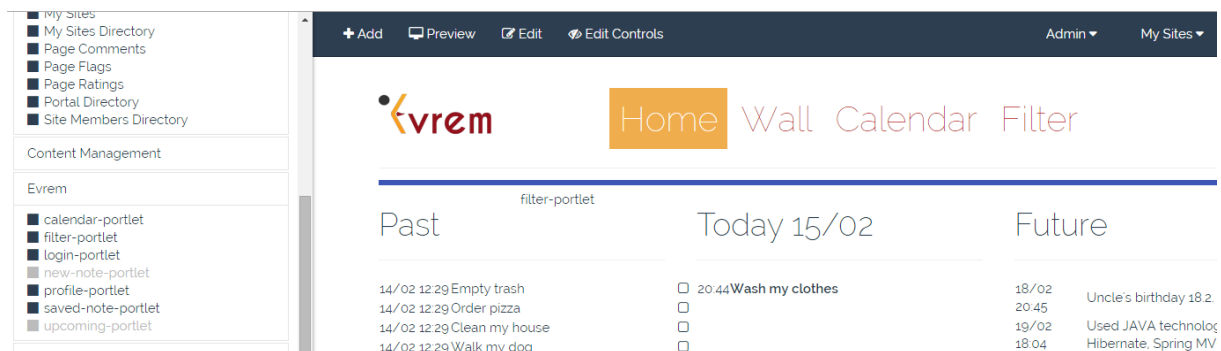 My Sites
My Sites Directory
Page Comments
Page Flags
Page Ratings
Portal Directory
Site Members Directory
Content Management
Evrem
calendar-portlet
filter-portlet
login-portlet
new-note-portlet
profile-portlet
saved-note-portlet
upcoming-portlet
Add Preview Edit Edit Controls Admin My Sites
Evrem Home Wall Calendar Filter
filter-portlet
Past
14/02 12:29 Empty trash
14/02 12:29 Order pizza
14/02 12:29 Clean my house
14/02 12:29 Walk my dog
Today 15/02
20:44 Wash my clothes
Future
18/02 20:45 Uncle's birthday 18.2.
19/02 Used JAVA technolog
18:04 Hibernate, Spring MV